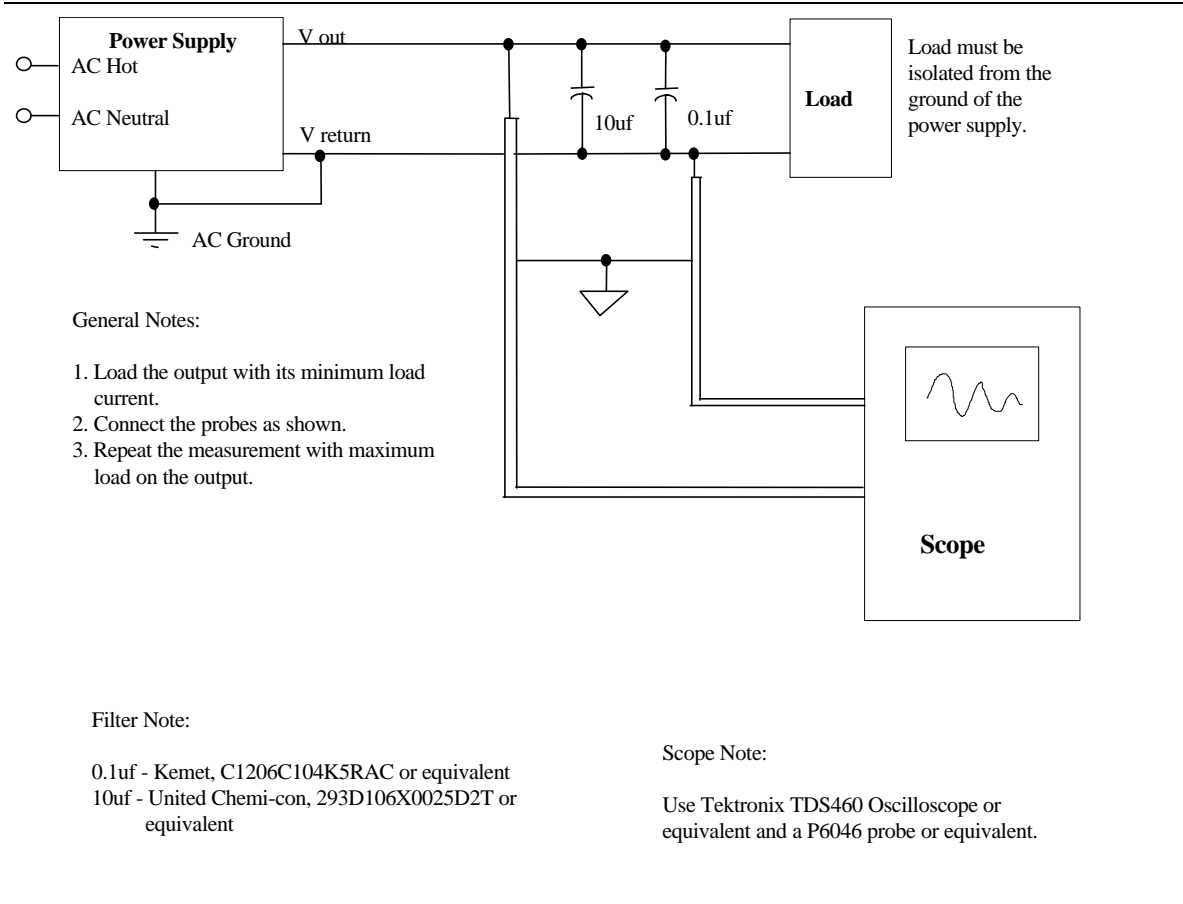 Power Supply
V out
AC Hot
AC Neutral
V return
AC Ground
10uf
0.1uf
Load
Load must be
isolated from the
ground of the
power supply.
General Notes:
1. Load the output with its minimum load
current.
2. Connect the probes as shown.
3. Repeat the measurement with maximum
load on the output.
Scope
Filter Note:
0.1uf - Kemet, C1206C104K5RAC or equivalent
10uf - United Chemi-con, 293D106X0025D2T or
equivalent
Scope Note:
Use Tektronix TDS460 Oscilloscope or
equivalent and a P6046 probe or equivalent.